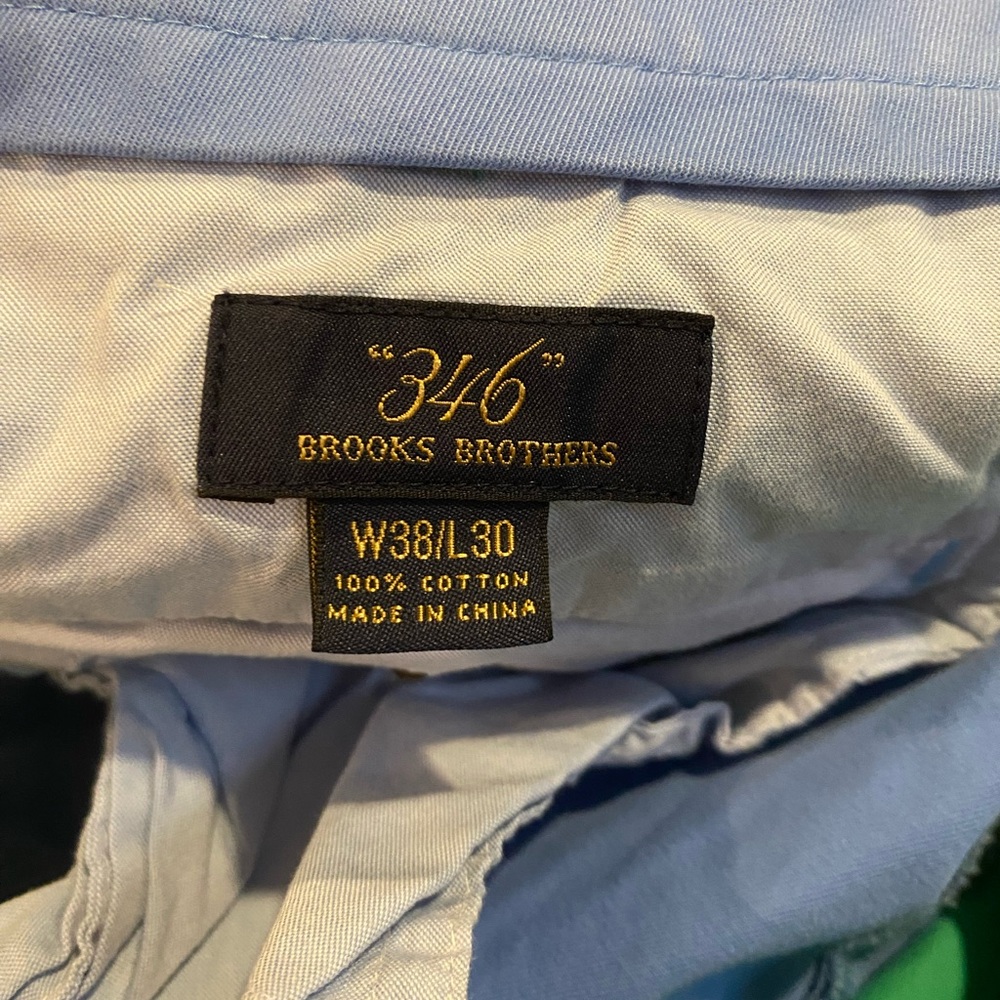 “346”
BROOKS BROTHERS
W38/L30
100% COTTON
MADE IN CHINA